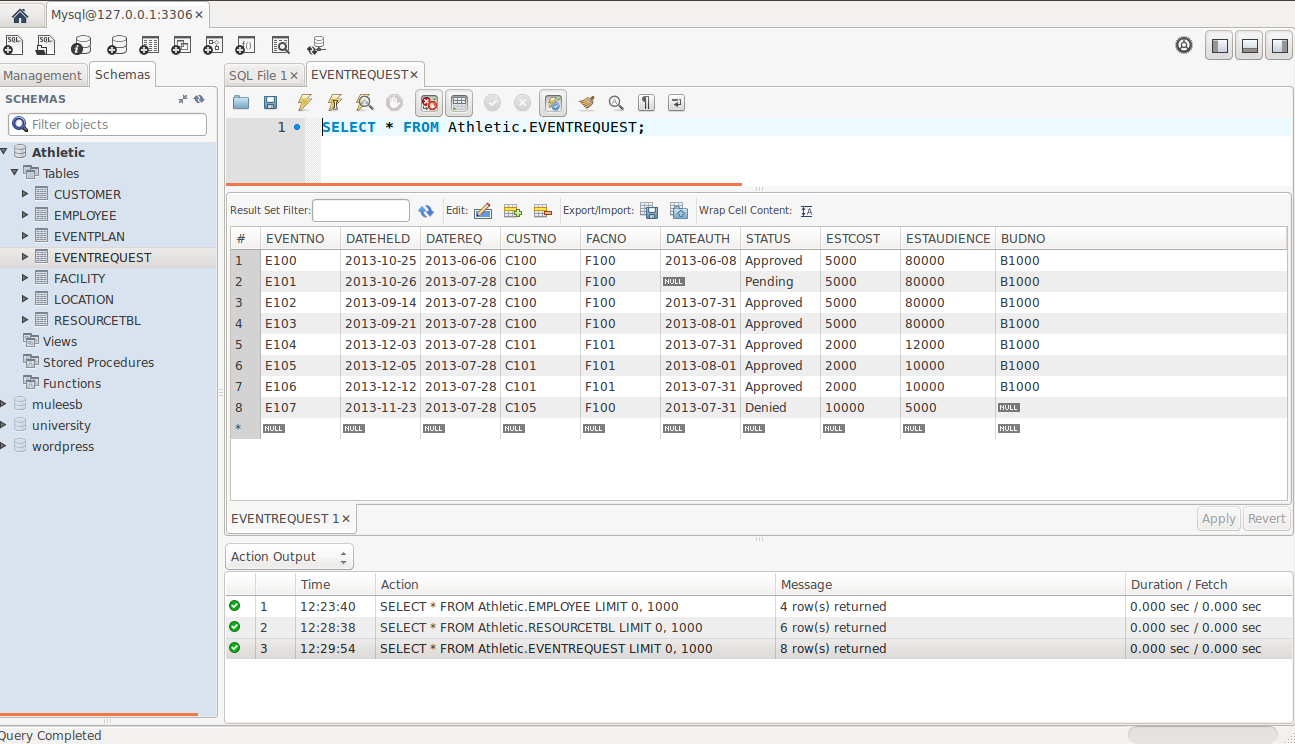 Mysql@127.0.0.1:3306
Management Schemas
SQL File 1 EVENTREQUEST
SCHEMAS
Filter objects
Athletic
Tables
CUSTOMER
EMPLOYEE
EVENTPLAN
EVENTREQUEST
FACILITY
LOCATION
RESOURCETBL
Views
Stored Procedures
Functions
muleesb
university
wordpress
1 SELECT * FROM Athletic.EVENTREQUEST;
Result Set Filter: Edit: Export/Import: Wrap Cell Content:
# EVENTNO DATEHELD DATEREQ CUSTNO FACNO DATEAUTH STATUS ESTCOST ESTAUDIENCE BUDNO
1 E100 2013-10-25 2013-06-06 C100 F100 2013-06-08 Approved 5000 80000 B1000
2 E101 2013-10-26 2013-07-28 C100 F100 NULL Pending 5000 80000 B1000
3 E102 2013-09-14 2013-07-28 C100 F100 2013-07-31 Approved 5000 80000 B1000
4 E103 2013-09-21 2013-07-28 C100 F100 2013-08-01 Approved 5000 80000 B1000
5 E104 2013-12-03 2013-07-28 C101 F101 2013-07-31 Approved 2000 12000 B1000
6 E105 2013-12-05 2013-07-28 C101 F101 2013-08-01 Approved 2000 10000 B1000
7 E106 2013-12-12 2013-07-28 C101 F101 2013-07-31 Approved 2000 10000 B1000
8 E107 2013-11-23 2013-07-28 C105 F100 2013-07-31 Denied 10000 5000 NULL
* NULL NULL NULL NULL NULL NULL NULL NULL NULL NULL
EVENTREQUEST 1 Apply Revert
Action Output
Time Action Message Duration / Fetch
1 12:23:40 SELECT * FROM Athletic.EMPLOYEE LIMIT 0, 1000 4 row(s) returned 0.000 sec / 0.000 sec
2 12:28:38 SELECT * FROM Athletic.RESOURCETBL LIMIT 0, 1000 6 row(s) returned 0.000 sec / 0.000 sec
3 12:29:54 SELECT * FROM Athletic.EVENTREQUEST LIMIT 0, 1000 8 row(s) returned 0.000 sec / 0.000 sec
Query Completed